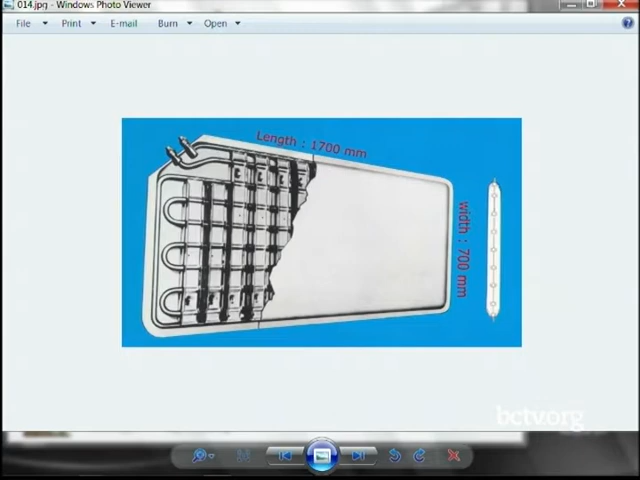 014.jpg - Windows Photo Viewer
File Print E-mail Burn Open
Length : 1700 mm
width : 700 mm
bctv.org